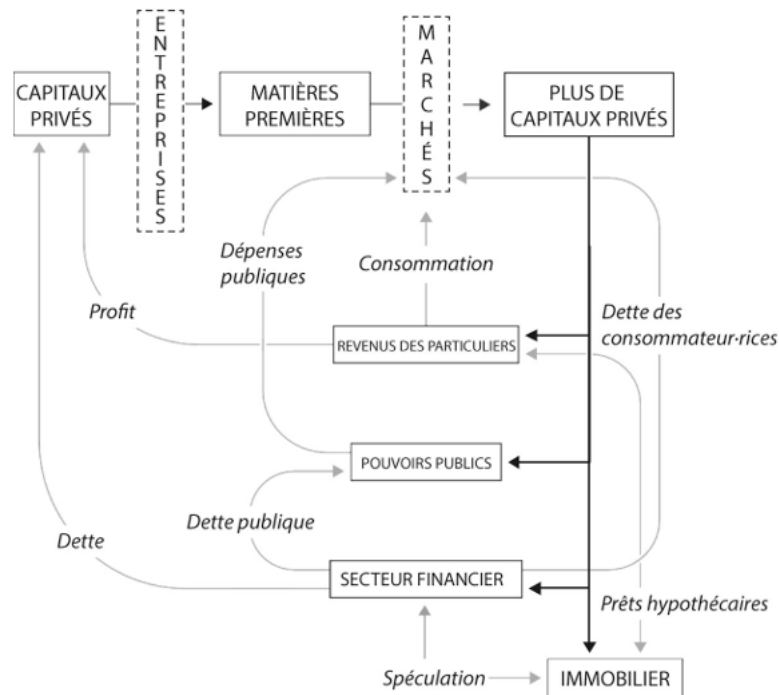 ENTREPRISES
MARCHÉS
CAPITAUX
PRIVÉS
MATIÈRES
PREMIÈRES
PLUS DE
CAPITAUX PRIVÉS
Dépenses
publiques
Consommation
Profit
Dette des
consommateur·rices
REVENUS DES PARTICULIERS
POUVOIRS PUBLICS
Dette publique
Dette
SECTEUR FINANCIER
Prêts hypothécaires
Spéculation
IMMOBILIER